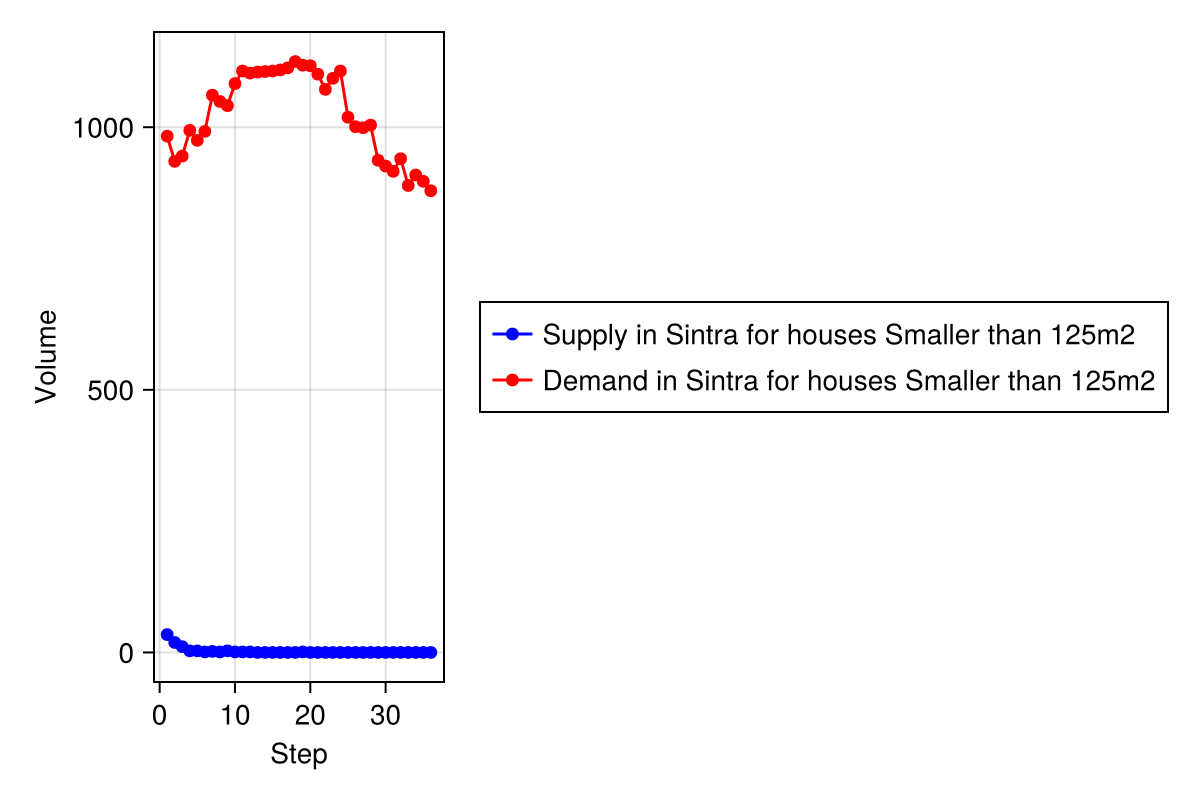 1000
500
0
Volume
0 10 20 30
Step
Supply in Sintra for houses Smaller than 125m2
Demand in Sintra for houses Smaller than 125m2